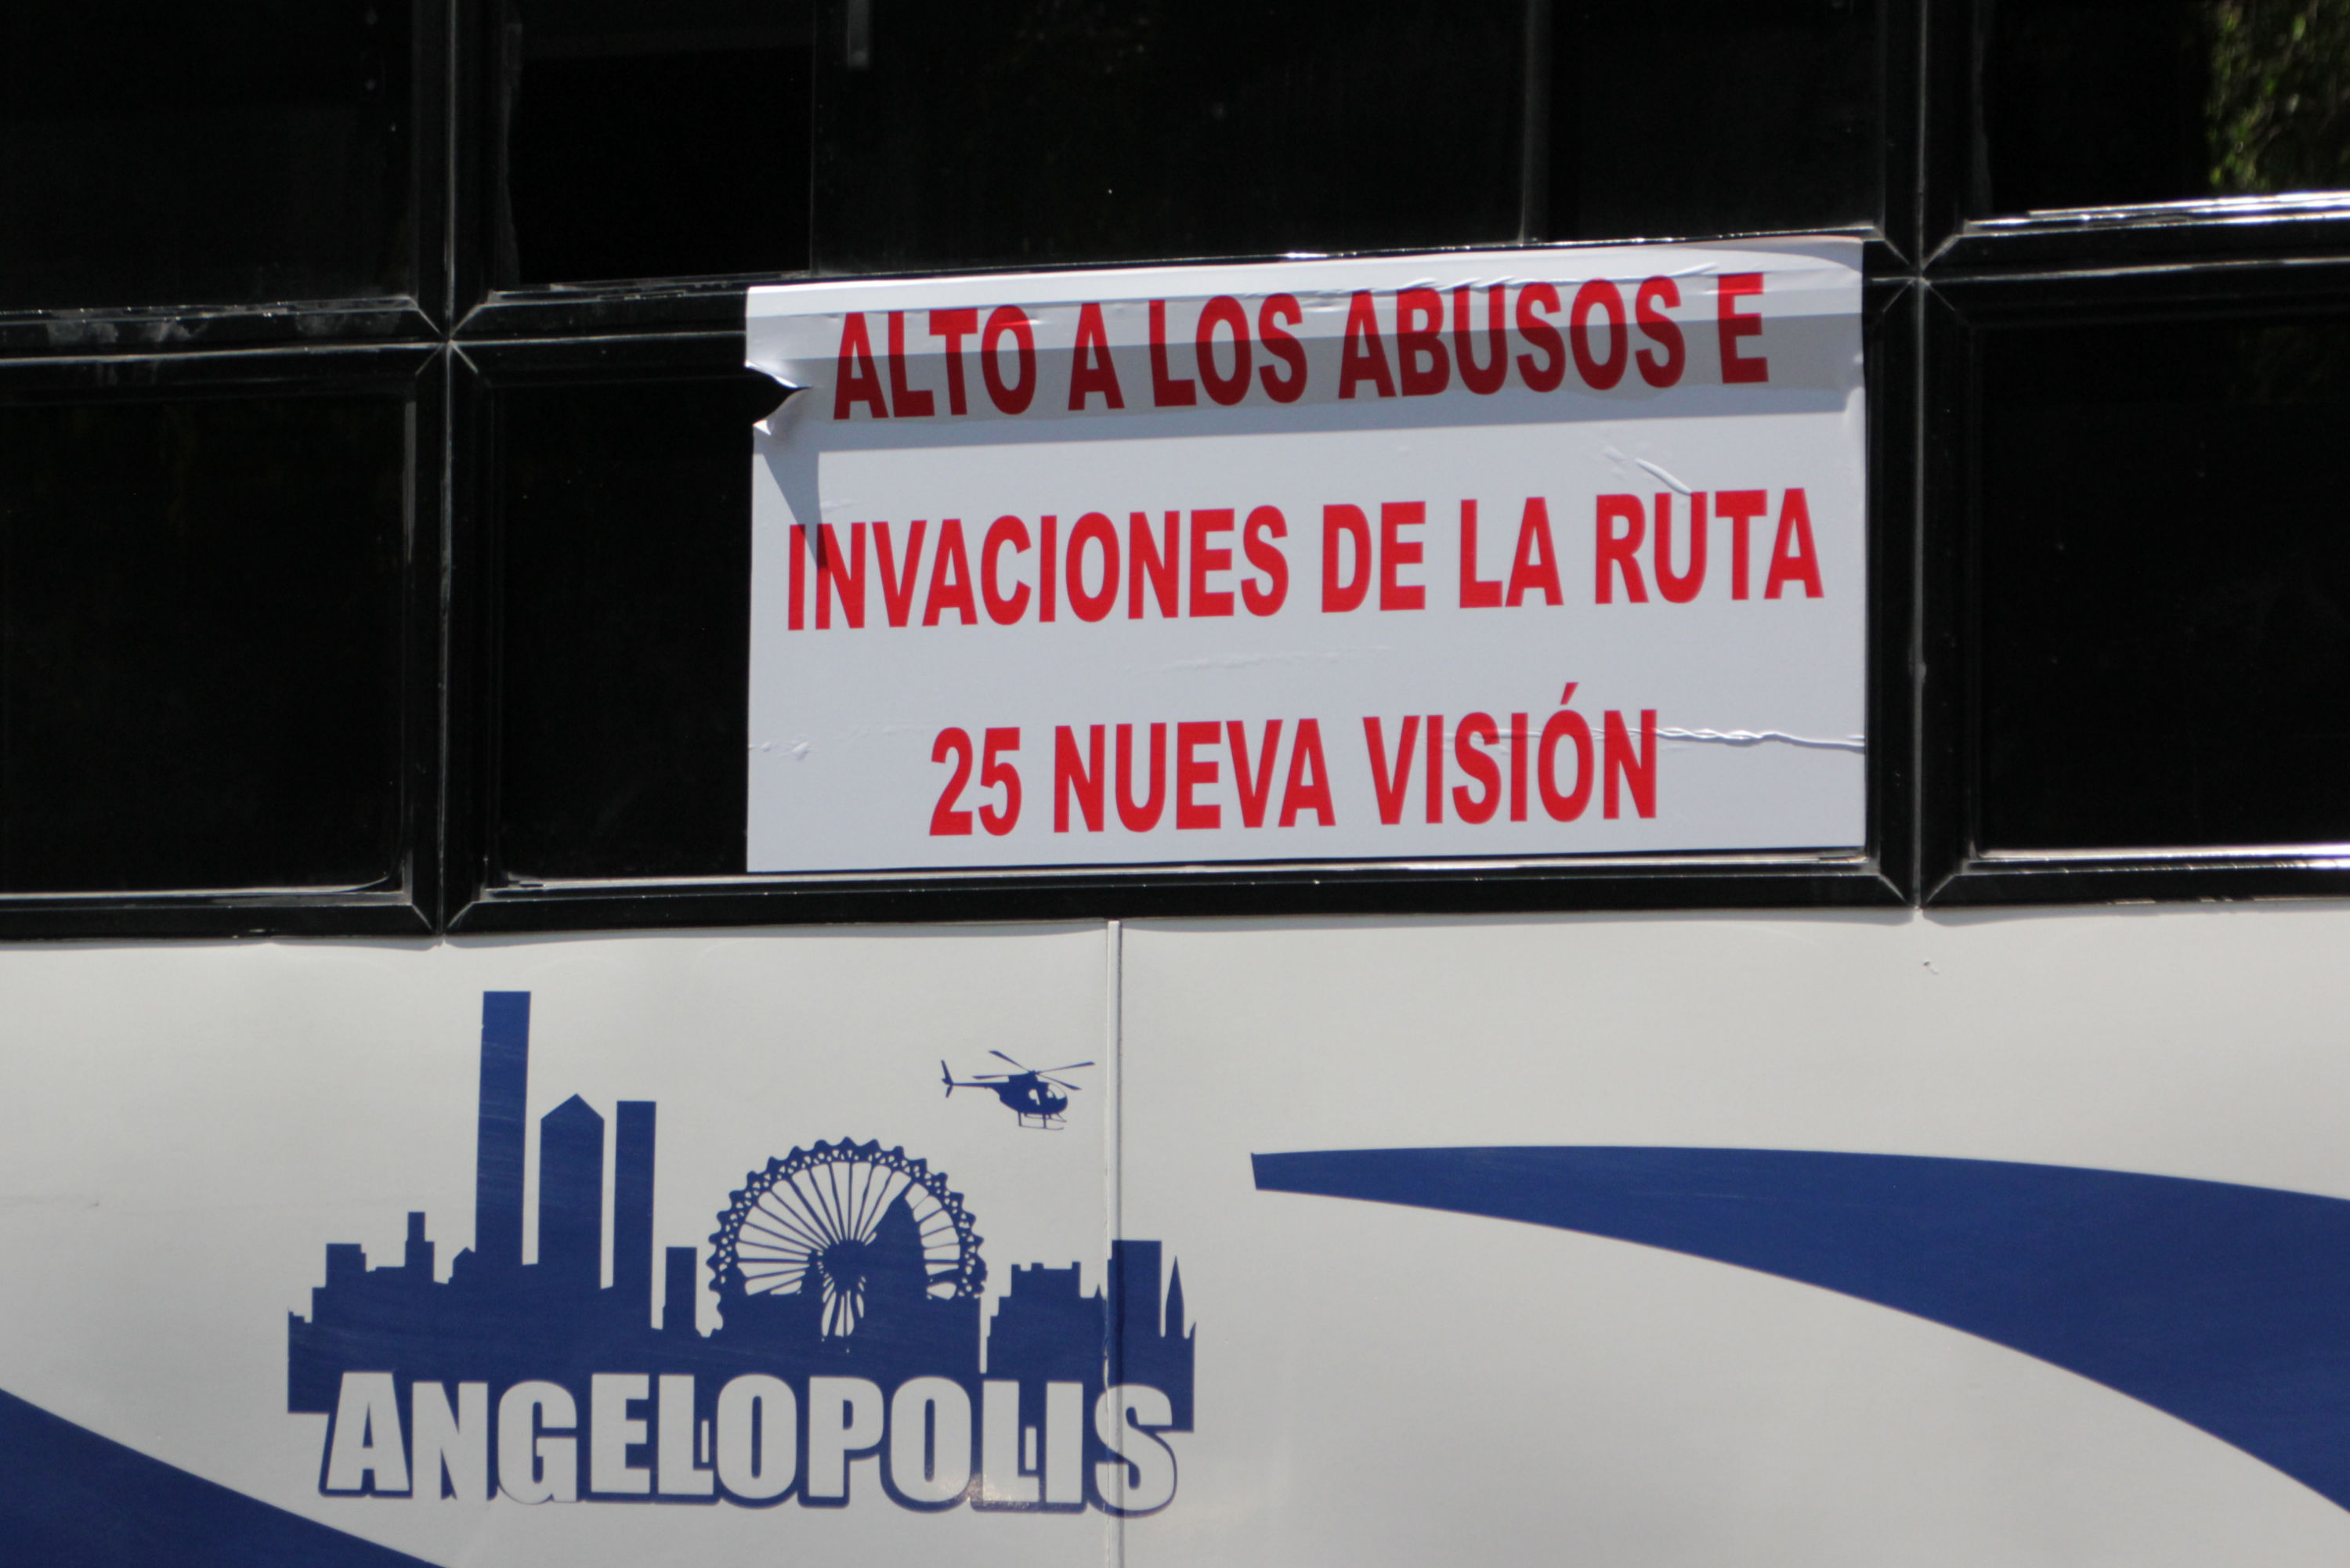 ALTO A LOS ABUSOS E
INVACIONES DE LA RUTA
25 NUEVA VISIÓN
ANGELOPOLIS